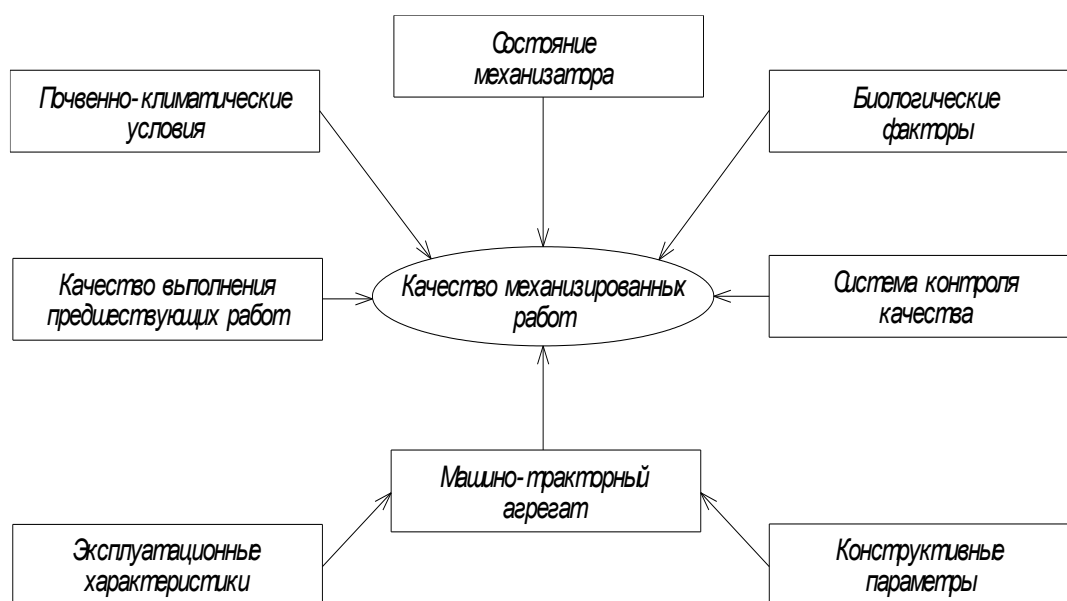 Состояние
механизатора
Почвенно-климатические
условия
Биологические
факторы
Качество выполнения
предшествующих работ
Качество механизированных
работ
Система контроля
качества
Машино-тракторный
агрегат
Эксплуатационные
характеристики
Конструктивные
параметры